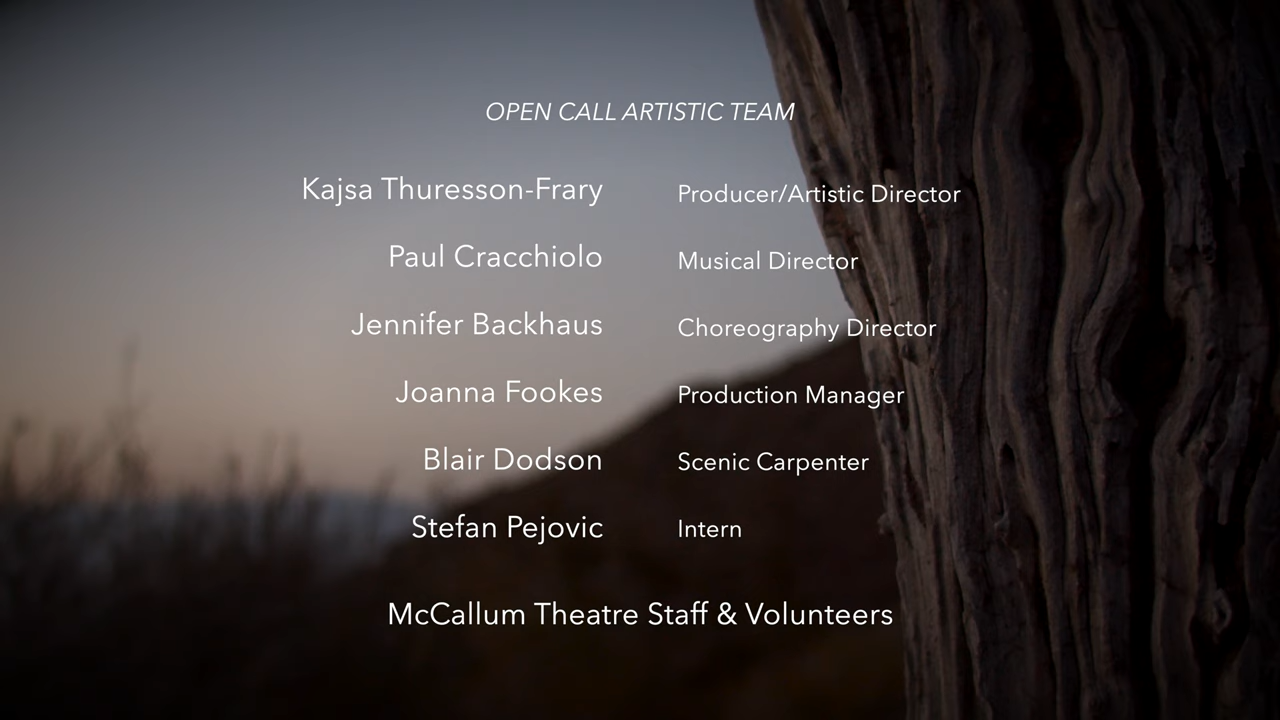 OPEN CALL ARTISTIC TEAM
Kajsa Thuresson-Frary Producer/Artistic Director
Paul Cracchiolo Musical Director
Jennifer Backhaus Choreography Director
Joanna Fookes Production Manager
Blair Dodson Scenic Carpenter
Stefan Pejovic Intern
McCallum Theatre Staff & Volunteers